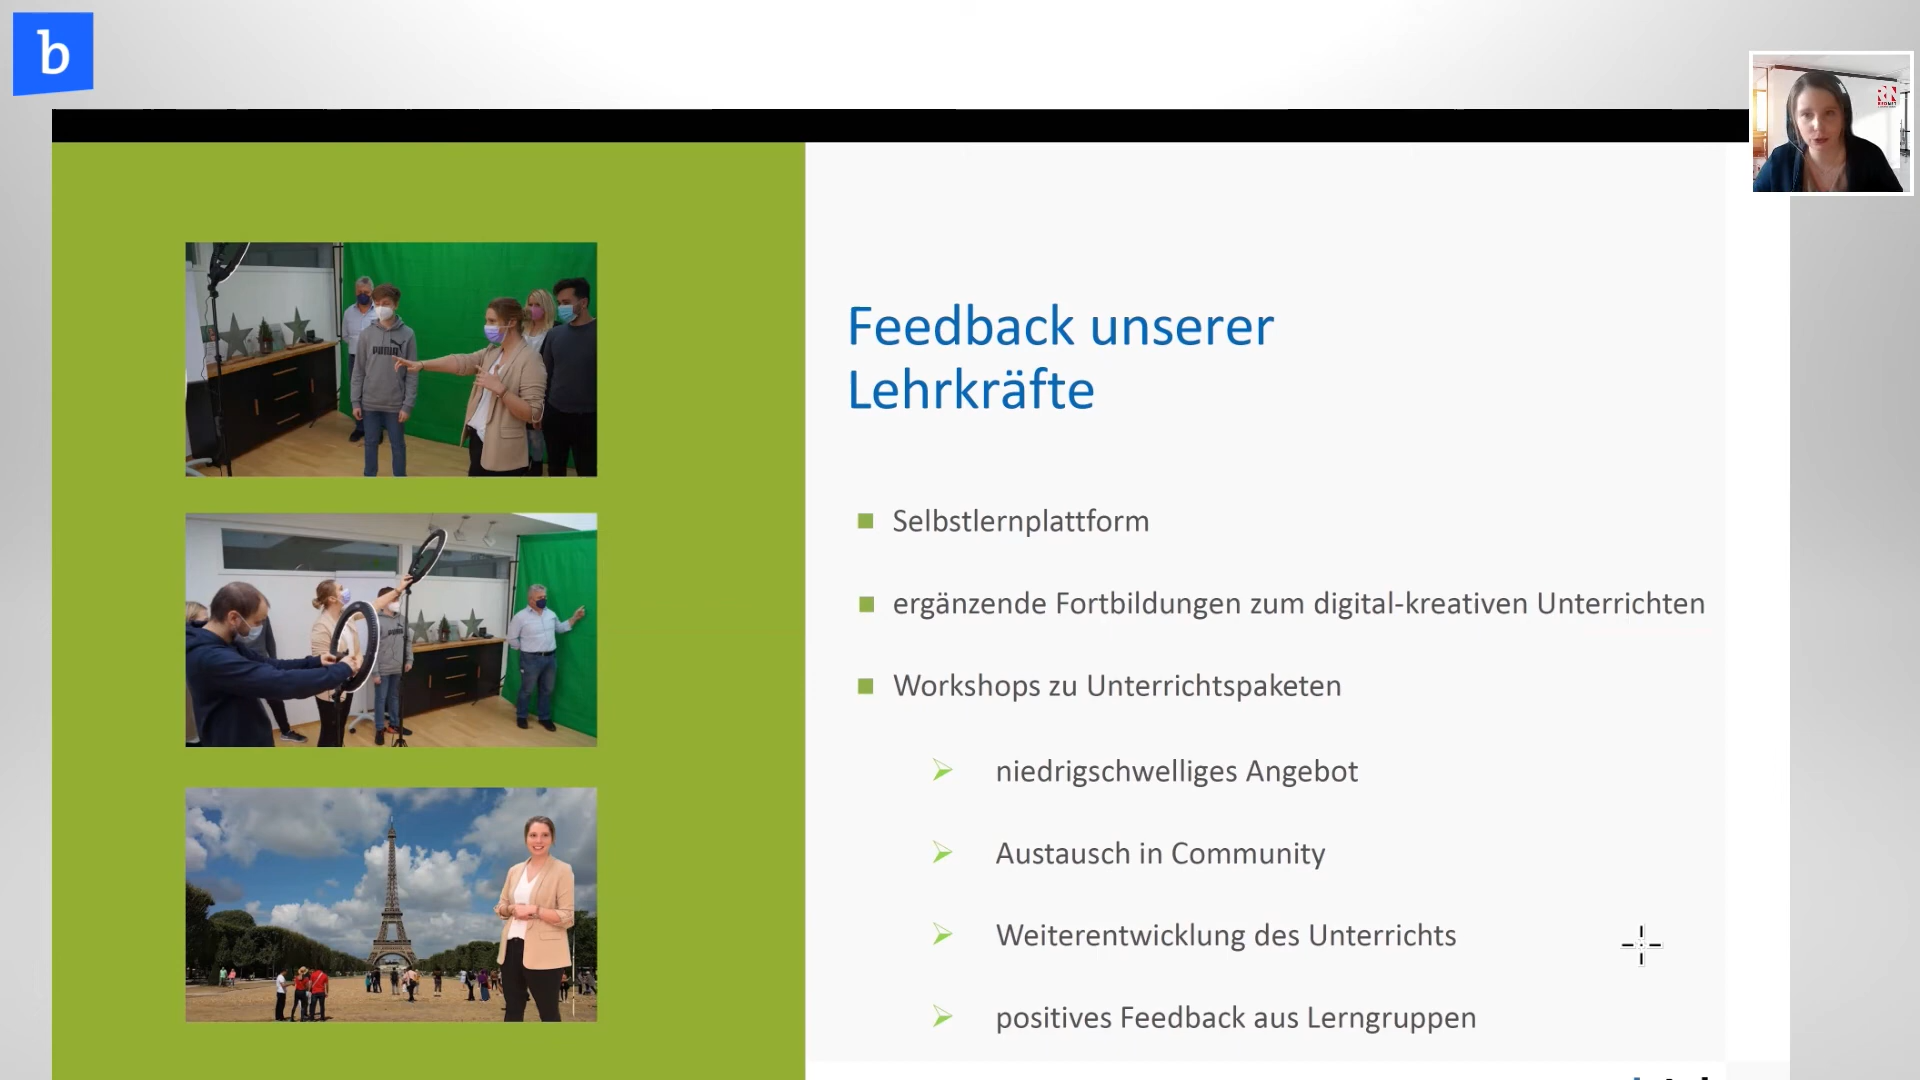 b
Feedback unserer
Lehrkräfte
Selbstlernplattform
ergänzende Fortbildungen zum digital-kreativen Unterrichten
Workshops zu Unterrichtspaketen
niedrigschwelliges Angebot
Austausch in Community
Weiterentwicklung des Unterrichts
positives Feedback aus Lerngruppen
PUMA